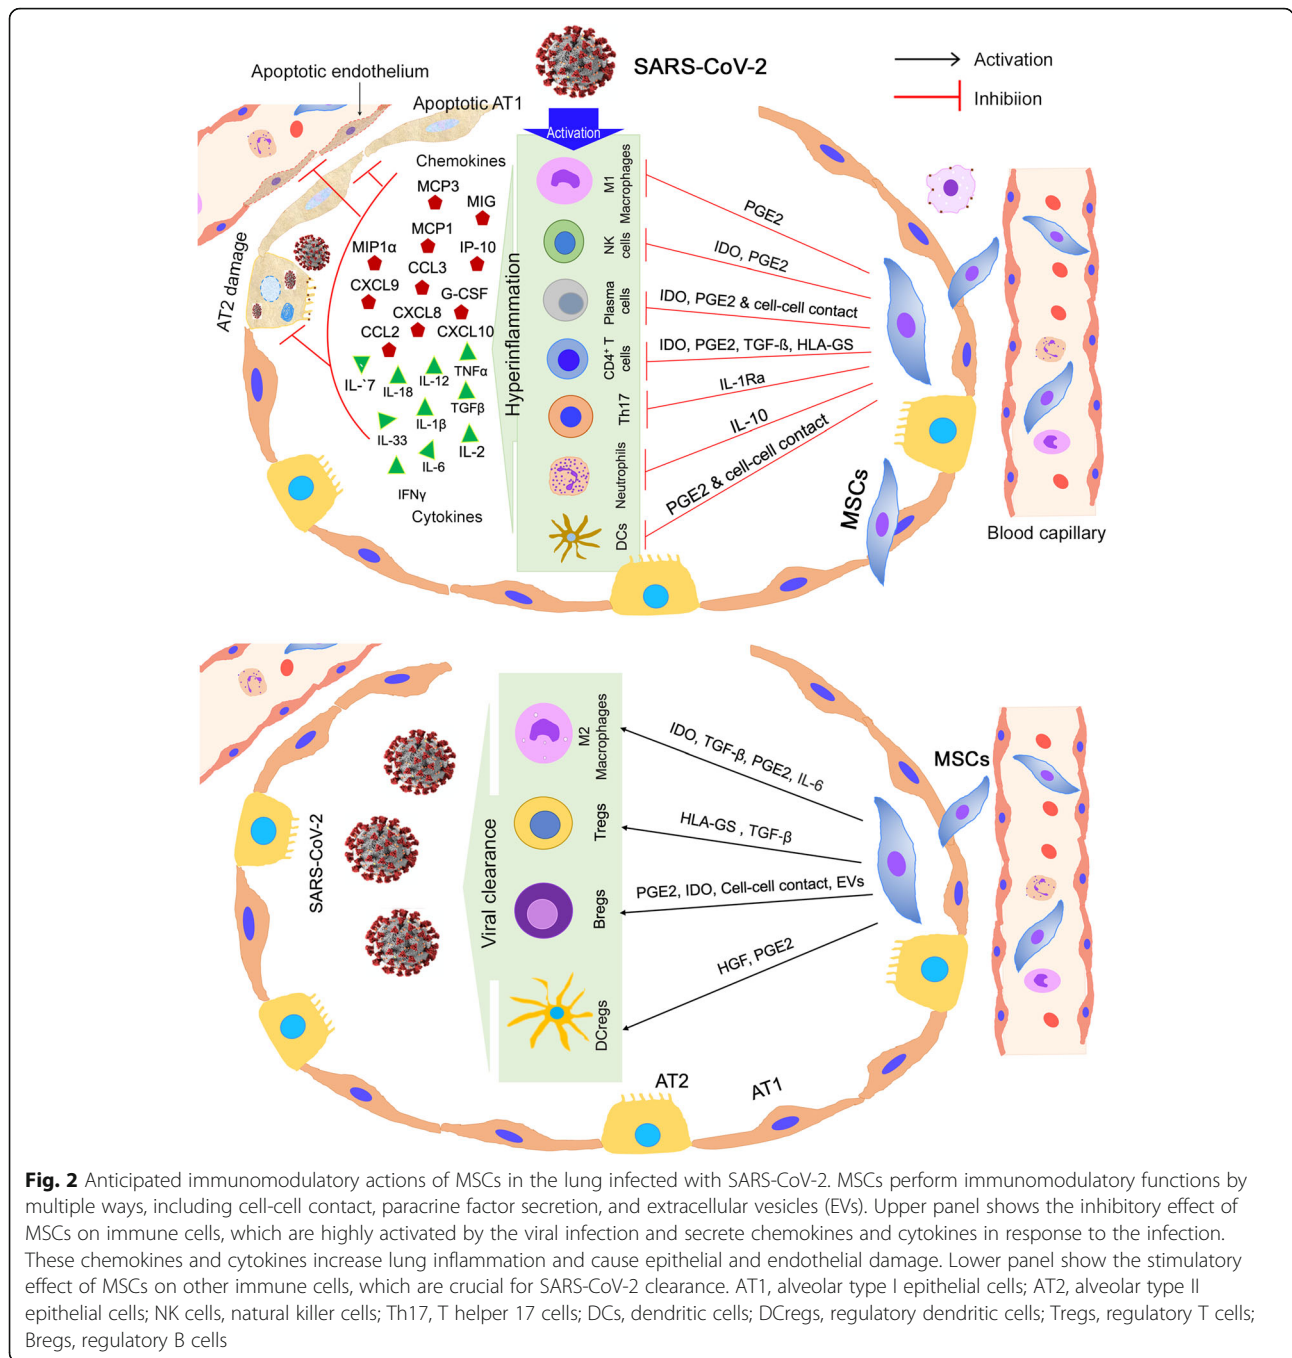 SARS-CoV-2
Activation
Inhibiion
Apoptotic endothelium
Apoptotic AT1
Activation
Chemokines
MCP3
MIG
MCP1
IP-10
MIP1α
CCL3
CXCL9
G-CSF
CXCL8
CXCL10
CCL2
IL-`7
IL-18
IL-12
TNFα
TGFβ
IL-1β
IL-33
IL-2
IL-6
IFNγ
Cytokines
AT2 damage
Hyperinflammation
M1
Macrophages
NK
cells
Plasma
cells
CD4⁺ T
cells
Th17
Neutrophils
DCs
PGE2
IDO, PGE2
IDO, PGE2 & cell-cell contact
IDO, PGE2, TGF-ß, HLA-GS
IL-1Ra
IL-10
PGE2 & cell-cell contact
MSCs
Blood capillary
SARS-CoV-2
Viral clearance
M2
Macrophages
Tregs
Bregs
DCregs
IDO, TGF-β, PGE2, IL-6
HLA-GS , TGF-β
PGE2, IDO, Cell-cell contact, EVs
HGF, PGE2
MSCs
AT2
AT1
Fig. 2 Anticipated immunomodulatory actions of MSCs in the lung infected with SARS-CoV-2. MSCs perform immunomodulatory functions by
multiple ways, including cell-cell contact, paracrine factor secretion, and extracellular vesicles (EVs). Upper panel shows the inhibitory effect of
MSCs on immune cells, which are highly activated by the viral infection and secrete chemokines and cytokines in response to the infection.
These chemokines and cytokines increase lung inflammation and cause epithelial and endothelial damage. Lower panel show the stimulatory
effect of MSCs on other immune cells, which are crucial for SARS-CoV-2 clearance. AT1, alveolar type I epithelial cells; AT2, alveolar type II
epithelial cells; NK cells, natural killer cells; Th17, T helper 17 cells; DCs, dendritic cells; DCregs, regulatory dendritic cells; Tregs, regulatory T cells;
Bregs, regulatory B cells